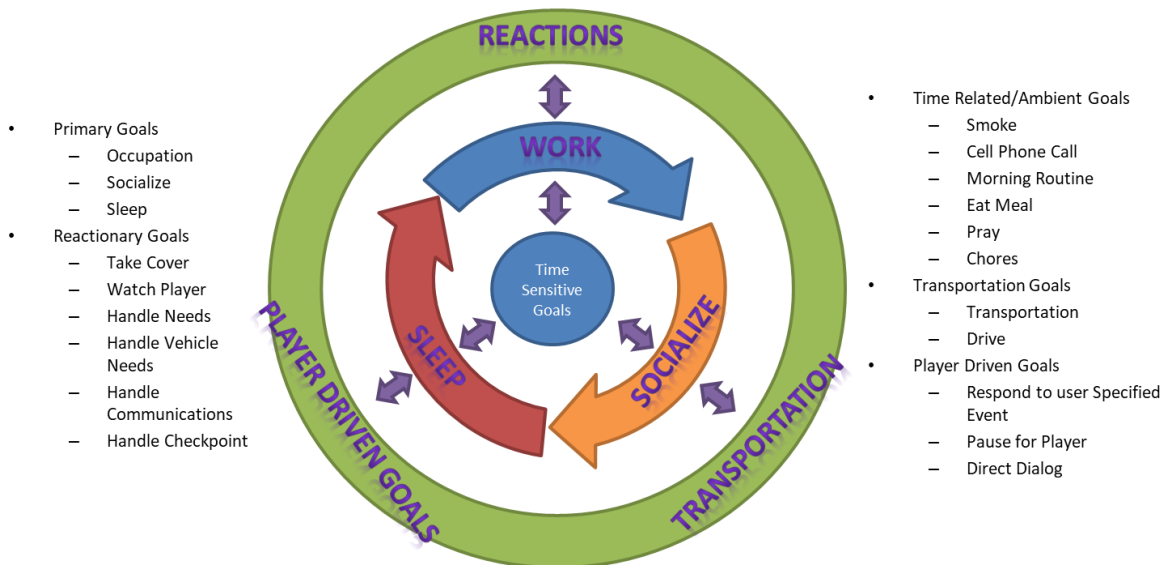 • Primary Goals
– Occupation
– Socialize
– Sleep
• Reactionary Goals
– Take Cover
– Watch Player
– Handle Needs
– Handle Vehicle
Needs
– Handle
Communications
– Handle Checkpoint
REACTIONS
WORK
Time
Sensitive
Goals
SLEEP
SOCIALIZE
PLAYER DRIVEN GOALS
TRANSPORTATION
• Time Related/Ambient Goals
– Smoke
– Cell Phone Call
– Morning Routine
– Eat Meal
– Pray
– Chores
• Transportation Goals
– Transportation
– Drive
• Player Driven Goals
– Respond to user Specified
Event
– Pause for Player
– Direct Dialog